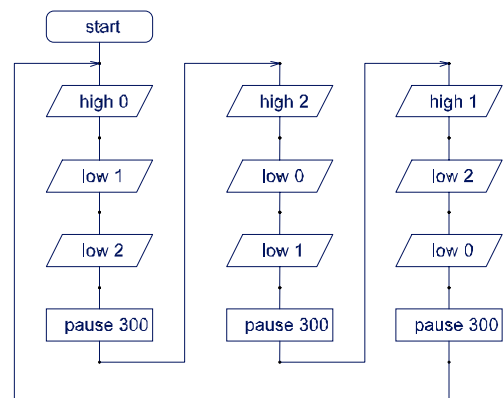 start
high 0
low 1
low 2
pause 300
high 2
low 0
low 1
pause 300
high 1
low 2
low 0
pause 300